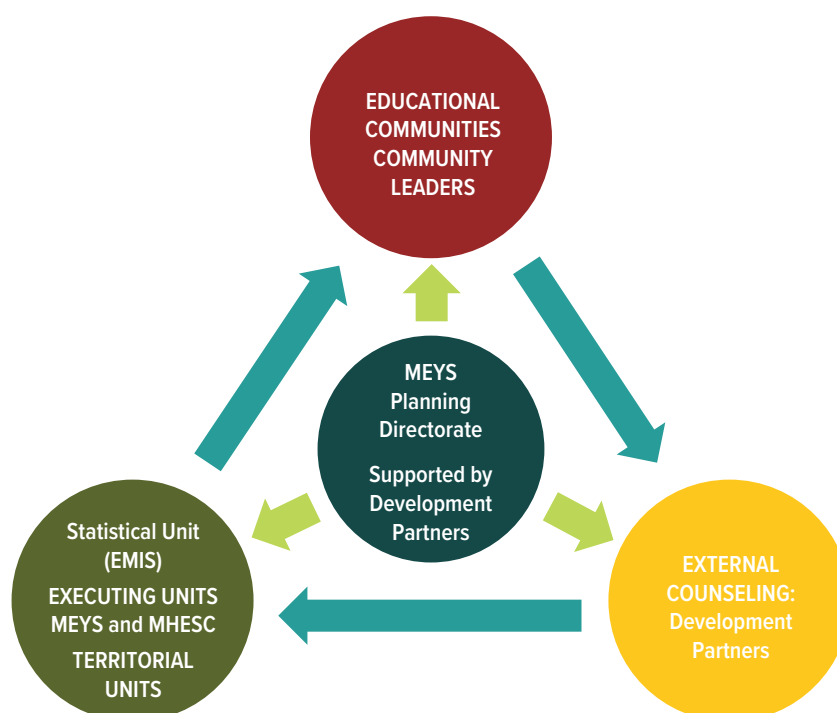 EDUCATIONAL
COMMUNITIES
COMMUNITY
LEADERS
MEYS
Planning
Directorate
Supported by
Development
Partners
Statistical Unit
(EMIS)
EXECUTING UNITS
MEYS and MHESC
TERRITORIAL
UNITS
EXTERNAL
COUNSELING:
Development
Partners